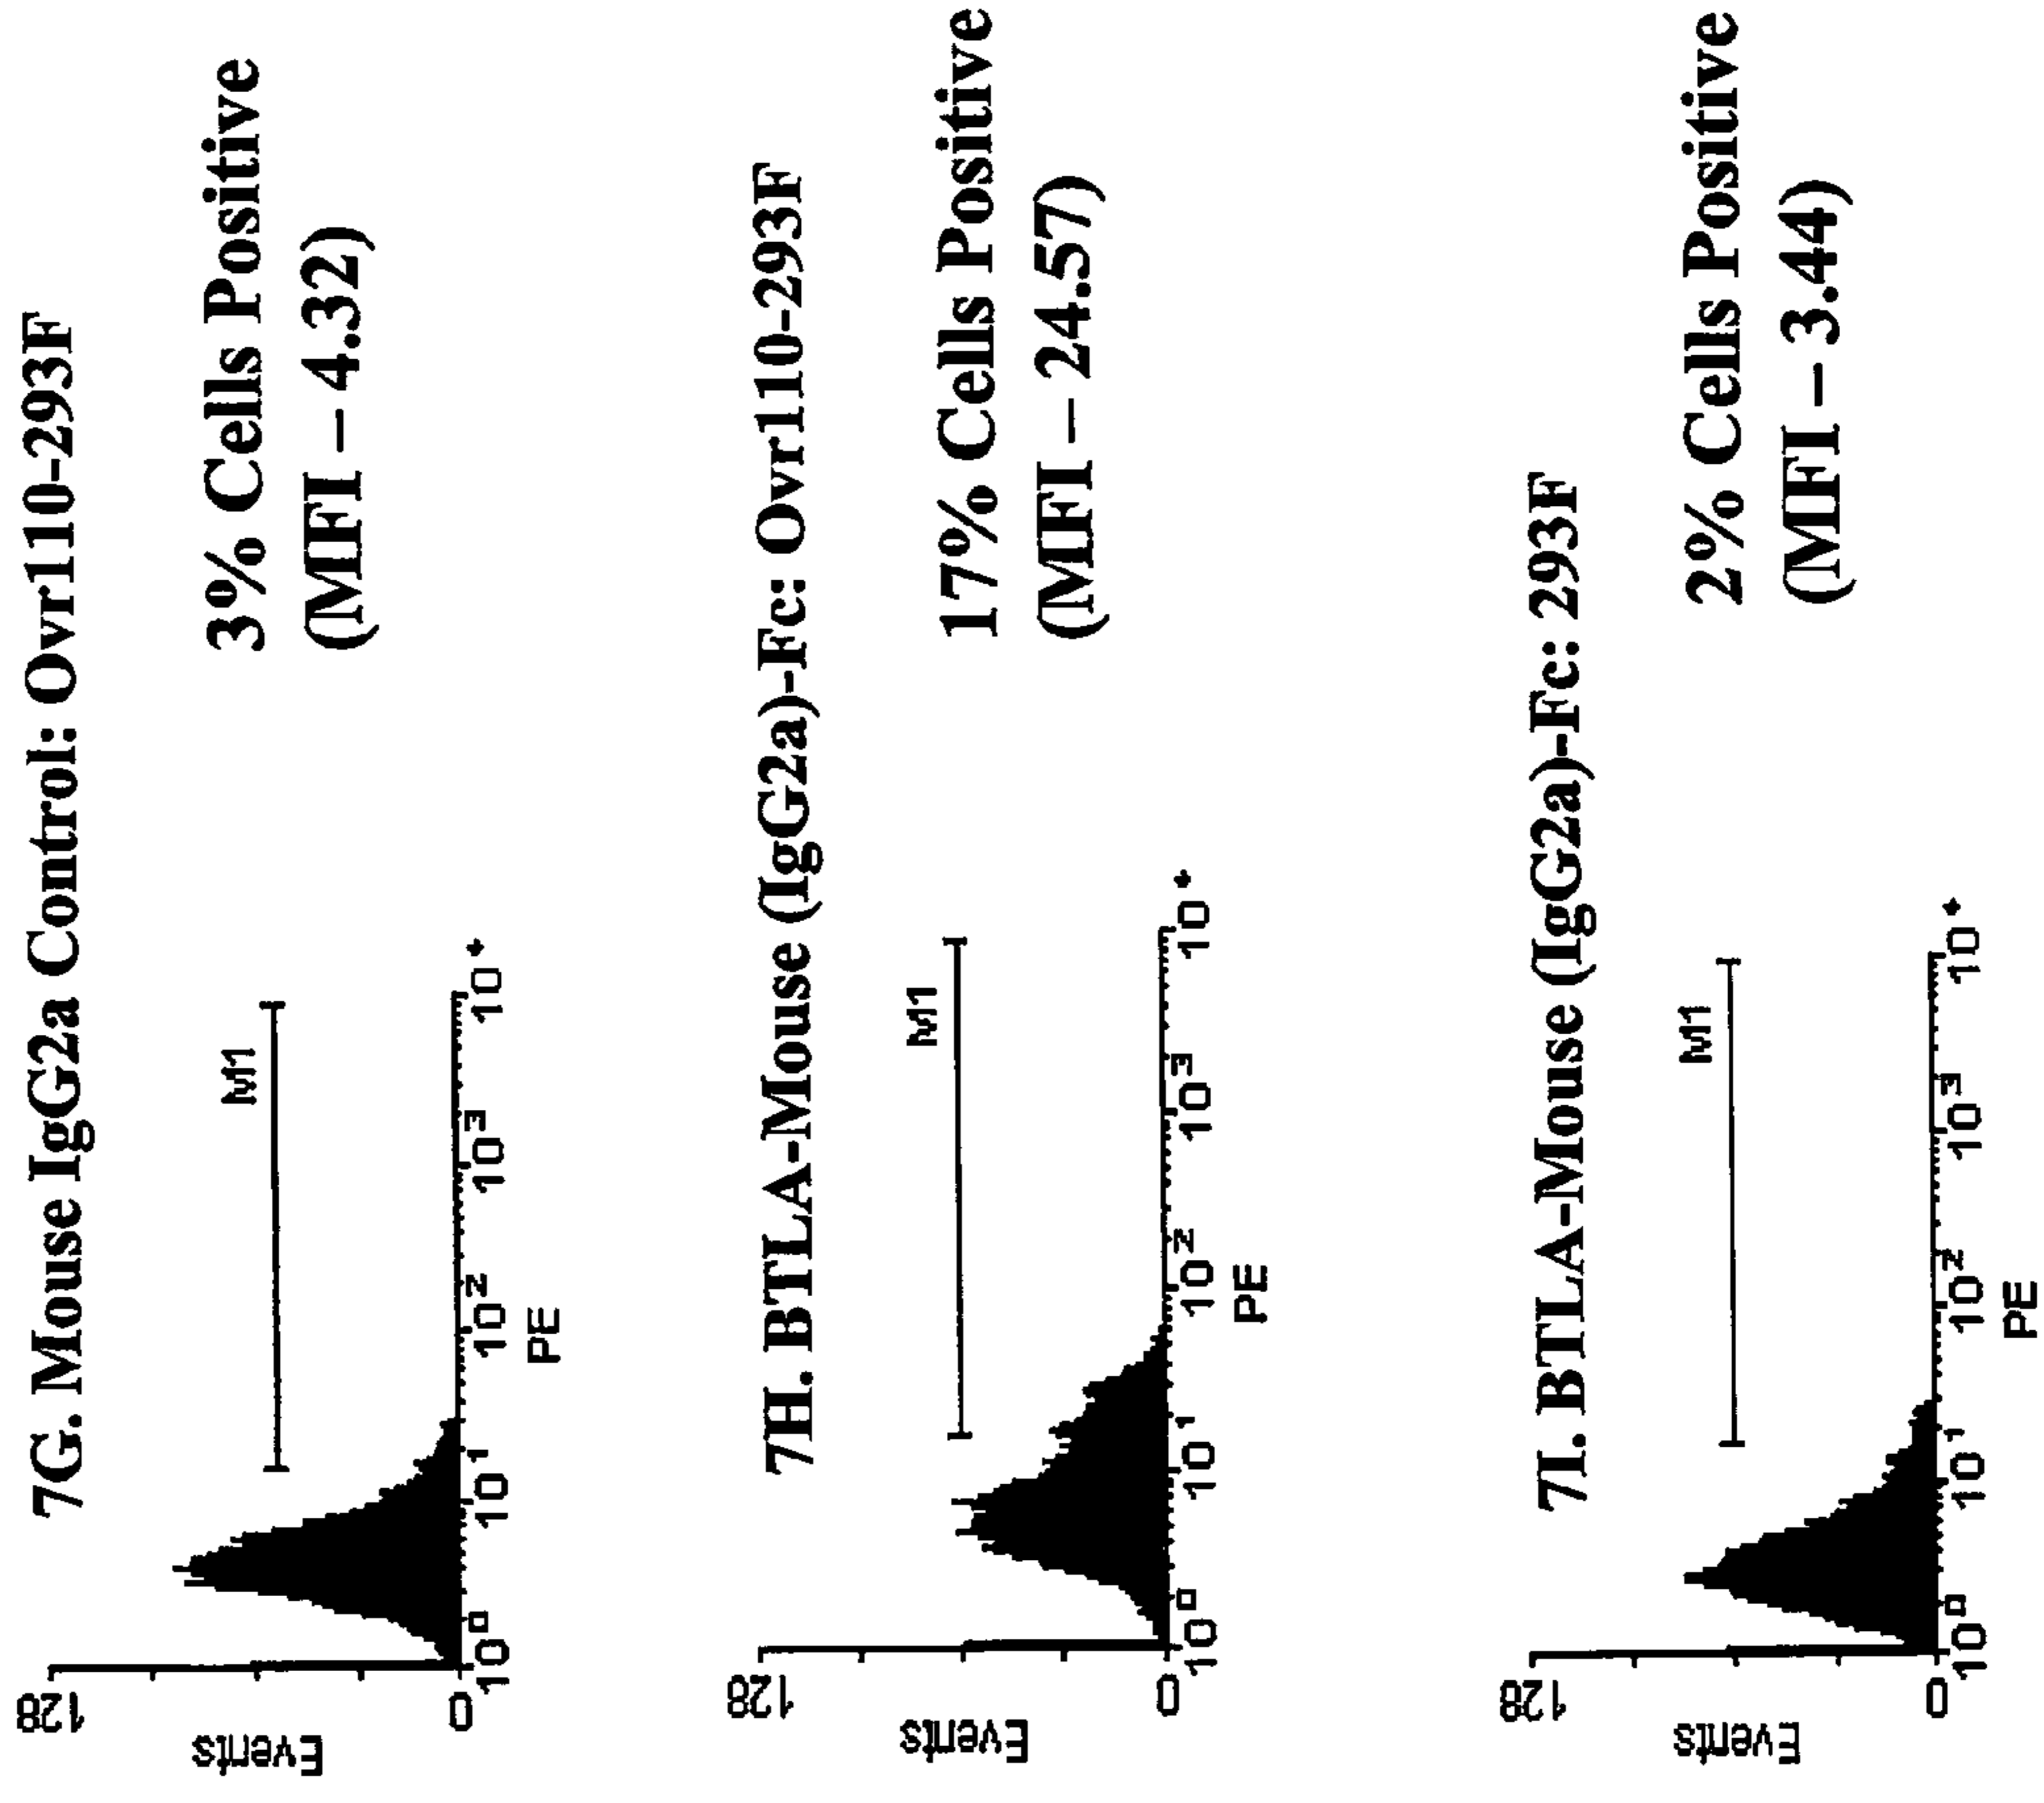 7G. Mouse IgG2a Control: Ovr110-293F
3% Cells Positive
(MFI – 4.32)
M1
128
Events
0
10⁰ 10¹ 10² 10³ 10⁴
PE
7H. BTLA-Mouse (IgG2a)-Fc: Ovr110-293F
17% Cells Positive
(MFI – 24.57)
M1
128
Events
0
10⁰ 10¹ 10² 10³ 10⁴
PE
7I. BTLA-Mouse (IgG2a)-Fc: 293F
2% Cells Positive
(MFI – 3.44)
M1
128
Events
0
10⁰ 10¹ 10² 10³ 10⁴
PE